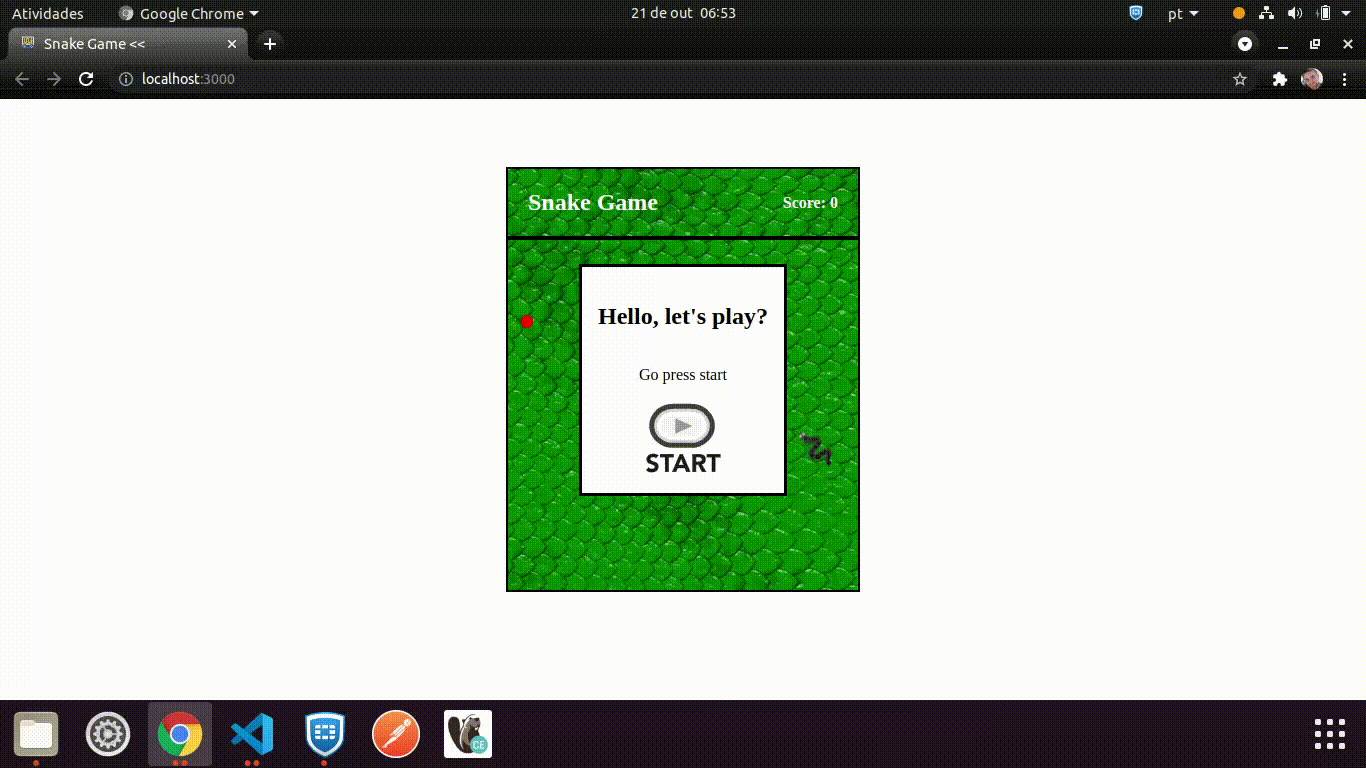 Atividades Google Chrome 21 de out 06:53 pt
Snake Game <<
localhost:3000
Snake Game Score: 0
Hello, let's play?
Go press start
START
CE